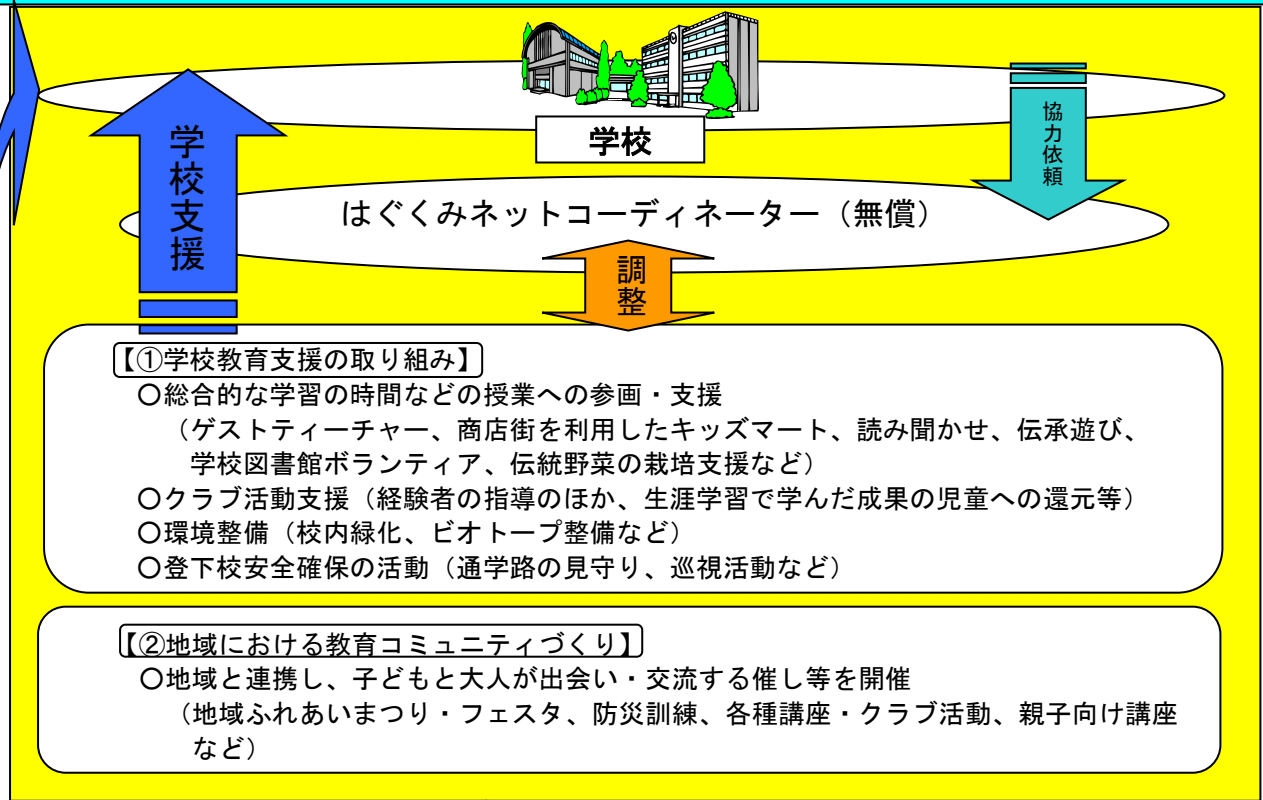 学校
協力依頼
学校支援
はぐくみネットコーディネーター（無償）
調整
【①学校教育支援の取り組み】
〇総合的な学習の時間などの授業への参画・支援
（ゲストティーチャー、商店街を利用したキッズマート、読み聞かせ、伝承遊び、
学校図書館ボランティア、伝統野菜の栽培支援など）
〇クラブ活動支援（経験者の指導のほか、生涯学習で学んだ成果の児童への還元等）
〇環境整備（校内緑化、ビオトープ整備など）
〇登下校安全確保の活動（通学路の見守り、巡視活動など）
【②地域における教育コミュニティづくり】
〇地域と連携し、子どもと大人が出会い・交流する催し等を開催
（地域ふれあいまつり・フェスタ、防災訓練、各種講座・クラブ活動、親子向け講座
など）